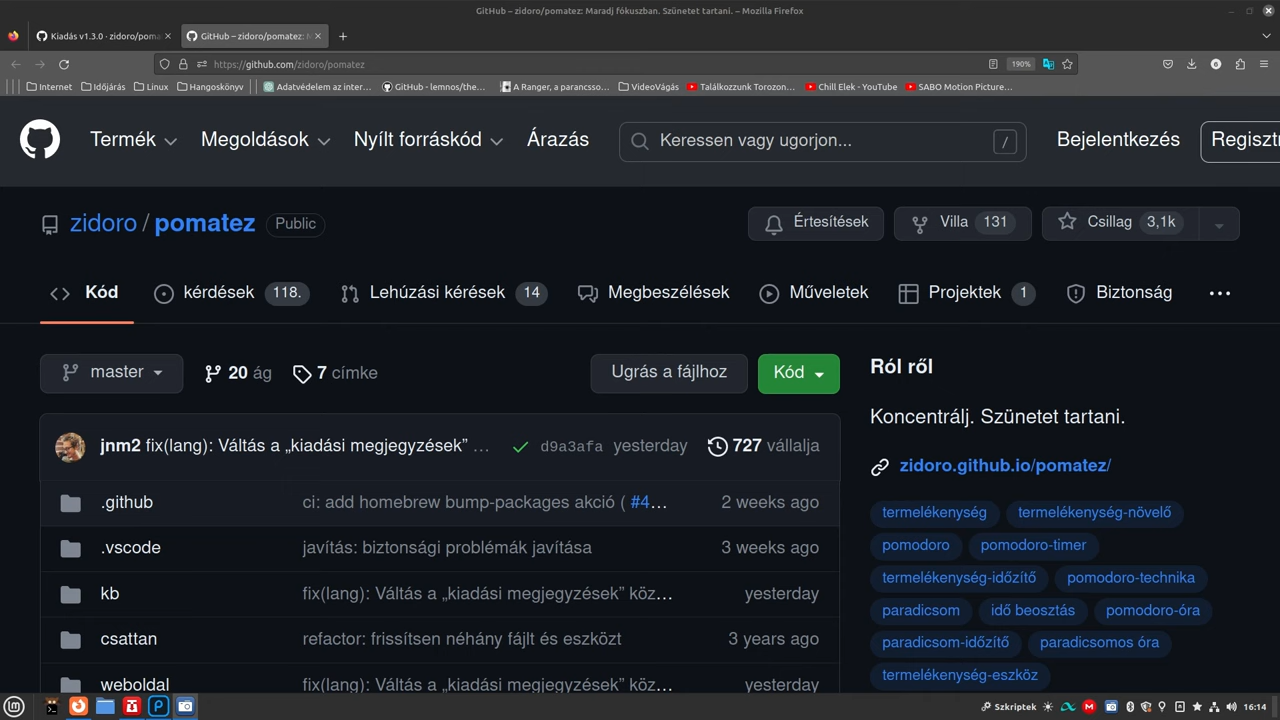 GitHub – zidoro/pomatez: Maradj fókuszban. Szünetet tartani. – Mozilla Firefox
Kiadás v1.3.0 · zidoro/poma
GitHub – zidoro/pomatez: M
https://github.com/zidoro/pomatez
190%
Internet Időjárás Linux Hangoskönyv Adatvédelem az inter... GitHub - lemnos/the... A Ranger, a parancsso... VideoVágás Találkozzunk Torozon... Chill Elek - YouTube SABO Motion Picture...
Termék Megoldások Nyílt forráskód Árazás Keressen vagy ugorjon... / Bejelentkezés Regiszt
zidoro / pomatez Public Értesítések Villa 131 Csillag 3,1k
Kód kérdések 118. Lehúzási kérések 14 Megbeszélések Műveletek Projektek 1 Biztonság
master 20 ág 7 címke Ugrás a fájlhoz Kód
Ról ről
Koncentrálj. Szünetet tartani.
zidoro.github.io/pomatez/
termelékenység termelékenység-növelő
pomodoro pomodoro-timer
termelékenység-időzítő pomodoro-technika
paradicsom idő beosztás pomodoro-óra
paradicsom-időzítő paradicsomos óra
termelékenység-eszköz
jnm2 fix(lang): Váltás a „kiadási megjegyzések” ... d9a3afa yesterday 727 vállalja
.github ci: add homebrew bump-packages akció ( #4... 2 weeks ago
.vscode javítás: biztonsági problémák javítása 3 weeks ago
kb fix(lang): Váltás a „kiadási megjegyzések” köz... yesterday
csattan refactor: frissítsen néhány fájlt és eszközt 3 years ago
weboldal fix(lang): Váltás a „kiadási megjegyzések” köz... yesterday
Szkriptek 16:14